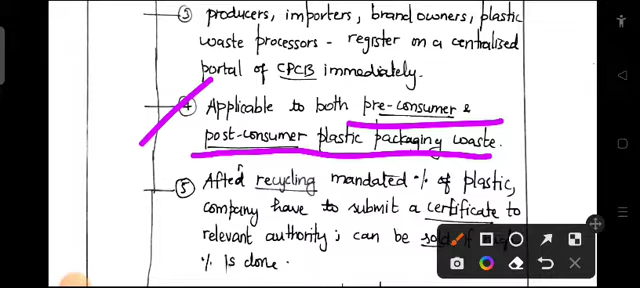 ③ producers, importers, brand owners, plastic
waste processors - register on a centralised
portal of CPCB immediately.
④ Applicable to both pre-consumer &
post-consumer plastic packaging waste.
⑤ After recycling mandated % of plastic,
company have to submit a certificate to
relevant authority; can be sold if
% is done.